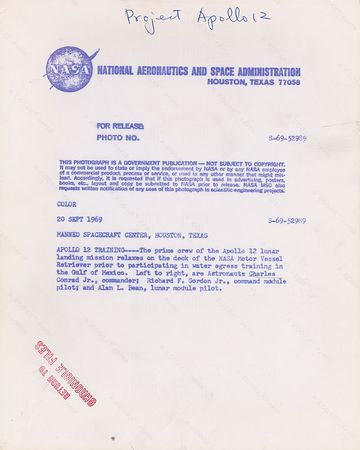 Project Apollo 12
NASA
NATIONAL AERONAUTICS AND SPACE ADMINISTRATION
HOUSTON, TEXAS 77058
FOR RELEASE:
PHOTO NO. S-69-52989
THIS PHOTOGRAPH IS A GOVERNMENT PUBLICATION — NOT SUBJECT TO COPYRIGHT.
It may not be used to state or imply the endorsement by NASA or by any NASA employee
of a commercial product, process or service, or used in any other manner that might mis-
lead. Accordingly, it is requested that if this photograph is used in advertising, posters,
books, etc., layout and copy be submitted to NASA prior to release. NASA MSC also
requests written notification of any uses of this photograph in scientific-engineering projects.
COLOR
20 SEPT 1969 S-69-52989
MANNED SPACECRAFT CENTER, HOUSTON, TEXAS
APOLLO 12 TRAINING----The prime crew of the Apollo 12 lunar
landing mission relaxes on the deck of the NASA Motor Vessel
Retriever prior to participating in water egress training in
the Gulf of Mexico. Left to right, are Astronauts Charles
Conrad Jr., commander; Richard F. Gordon Jr., command module
pilot; and Alan L. Bean, lunar module pilot.
RETURN TO